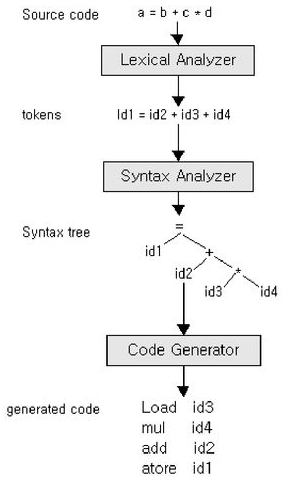 Source code a = b + c * d
Lexical Analyzer
tokens Id1 = id2 + id3 + id4
Syntax Analyzer
Syntax tree =
id1 +
id2 *
id3 id4
Code Generator
generated code Load id3
mul id4
add id2
atore id1